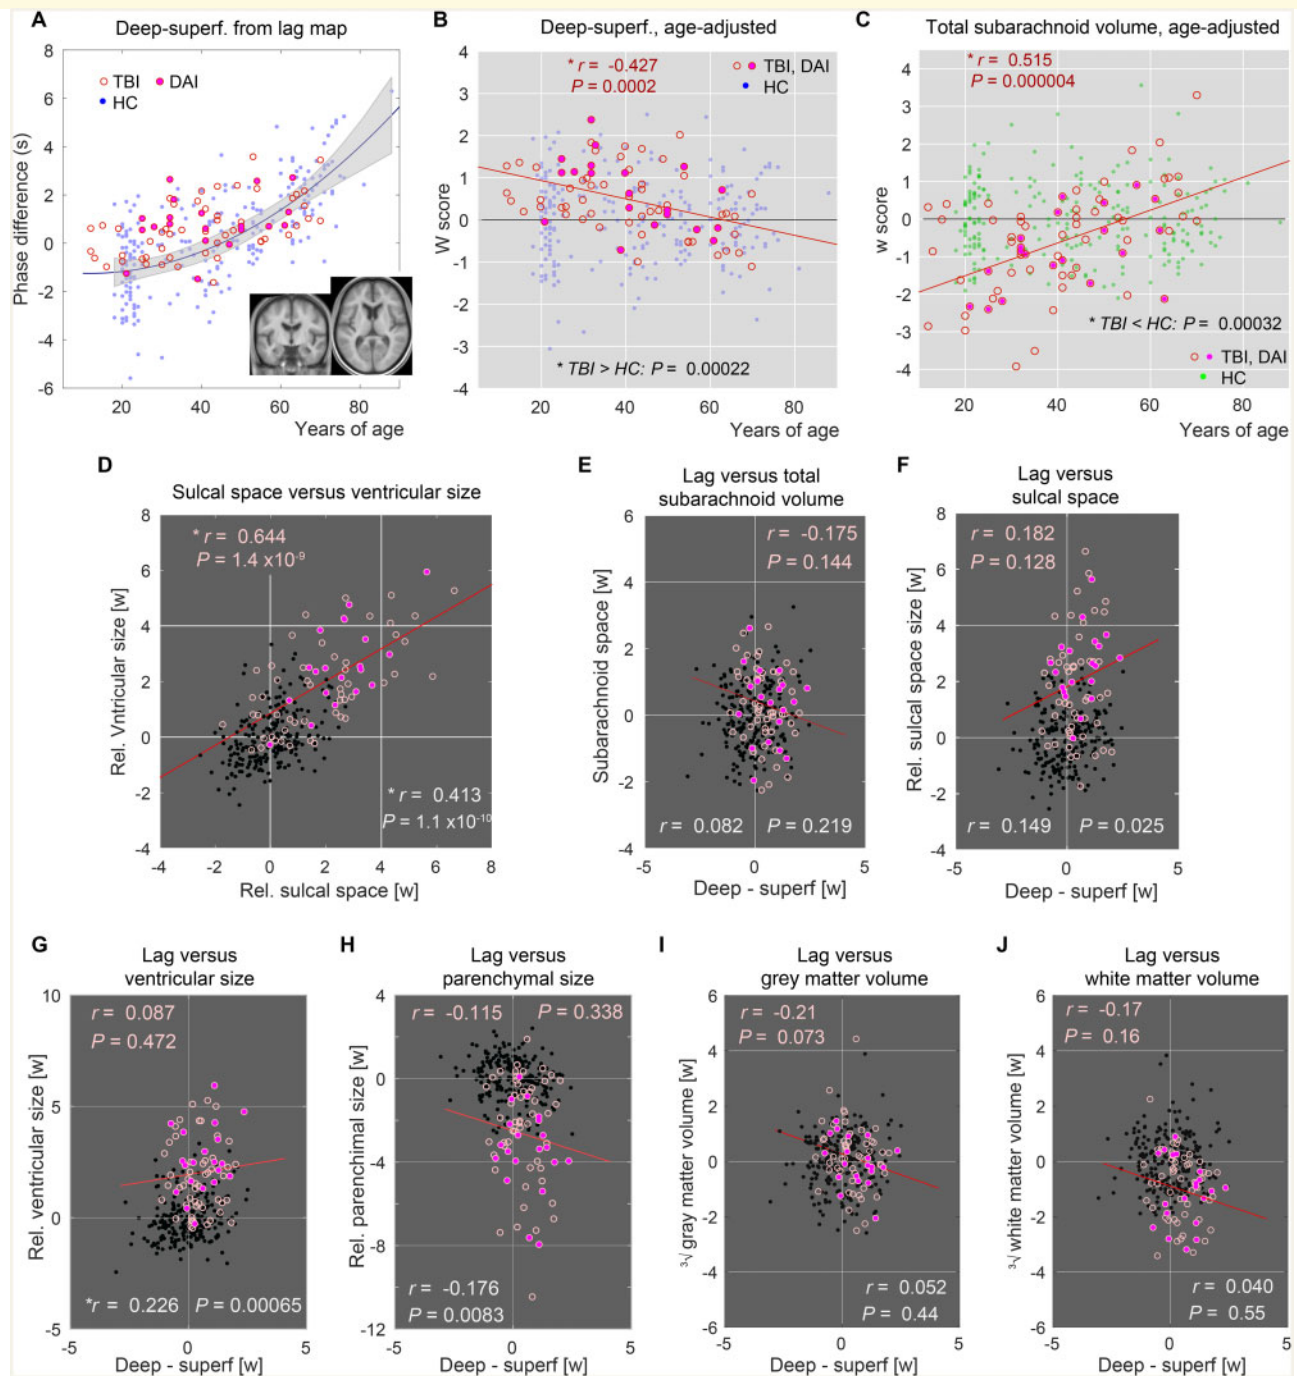 A
Deep-superf. from lag map
8
6
4
2
0
-2
-4
-6
Phase difference (s)
TBI
DAI
HC
20
40
60
80
Years of age
B
Deep-superf., age-adjusted
* r = -0.427
P = 0.0002
TBI, DAI
HC
4
3
2
1
0
-1
-2
-3
-4
W score
* TBI > HC: P = 0.00022
20
40
60
80
Years of age
C
Total subarachnoid volume, age-adjusted
* r = 0.515
P = 0.000004
4
3
2
1
0
-1
-2
-3
-4
w score
* TBI < HC: P = 0.00032
TBI, DAI
HC
20
40
60
80
Years of age
D
Sulcal space versus ventricular size
* r = 0.644
P = 1.4 x10-9
8
6
4
2
0
-2
-4
Rel. Vntricular size [w]
* r = 0.413
P = 1.1 x10-10
-4
-2
0
2
4
6
8
Rel. sulcal space [w]
E
Lag versus total
subarachnoid volume
r = -0.175
P = 0.144
6
4
2
0
-2
-4
Subarachnoid space [w]
r = 0.082 P = 0.219
-5
0
5
Deep - superf [w]
F
Lag versus
sulcal space
r = 0.182
P = 0.128
8
6
4
2
0
-2
-4
Rel. sulcal space size [w]
r = 0.149 P = 0.025
-5
0
5
Deep - superf [w]
G
Lag versus
ventricular size
r = 0.087
P = 0.472
10
5
0
-5
Rel. ventricular size [w]
*r = 0.226 P = 0.00065
-5
0
5
Deep - superf [w]
H
Lag versus
parenchymal size
r = -0.115 P = 0.338
4
0
-4
-8
-12
Rel. parenchimal size [w]
r = -0.176
P = 0.0083
-5
0
5
Deep - superf [w]
I
Lag versus
grey matter volume
r = -0.21
P = 0.073
6
4
2
0
-2
-4
-6
³√ gray matter volume [w]
r = 0.052
P = 0.44
-5
0
5
Deep - superf [w]
J
Lag versus
white matter volume
r = -0.17
P = 0.16
6
4
2
0
-2
-4
-6
³√ white matter volume [w]
r = 0.040
P = 0.55
-5
0
5
Deep - superf [w]